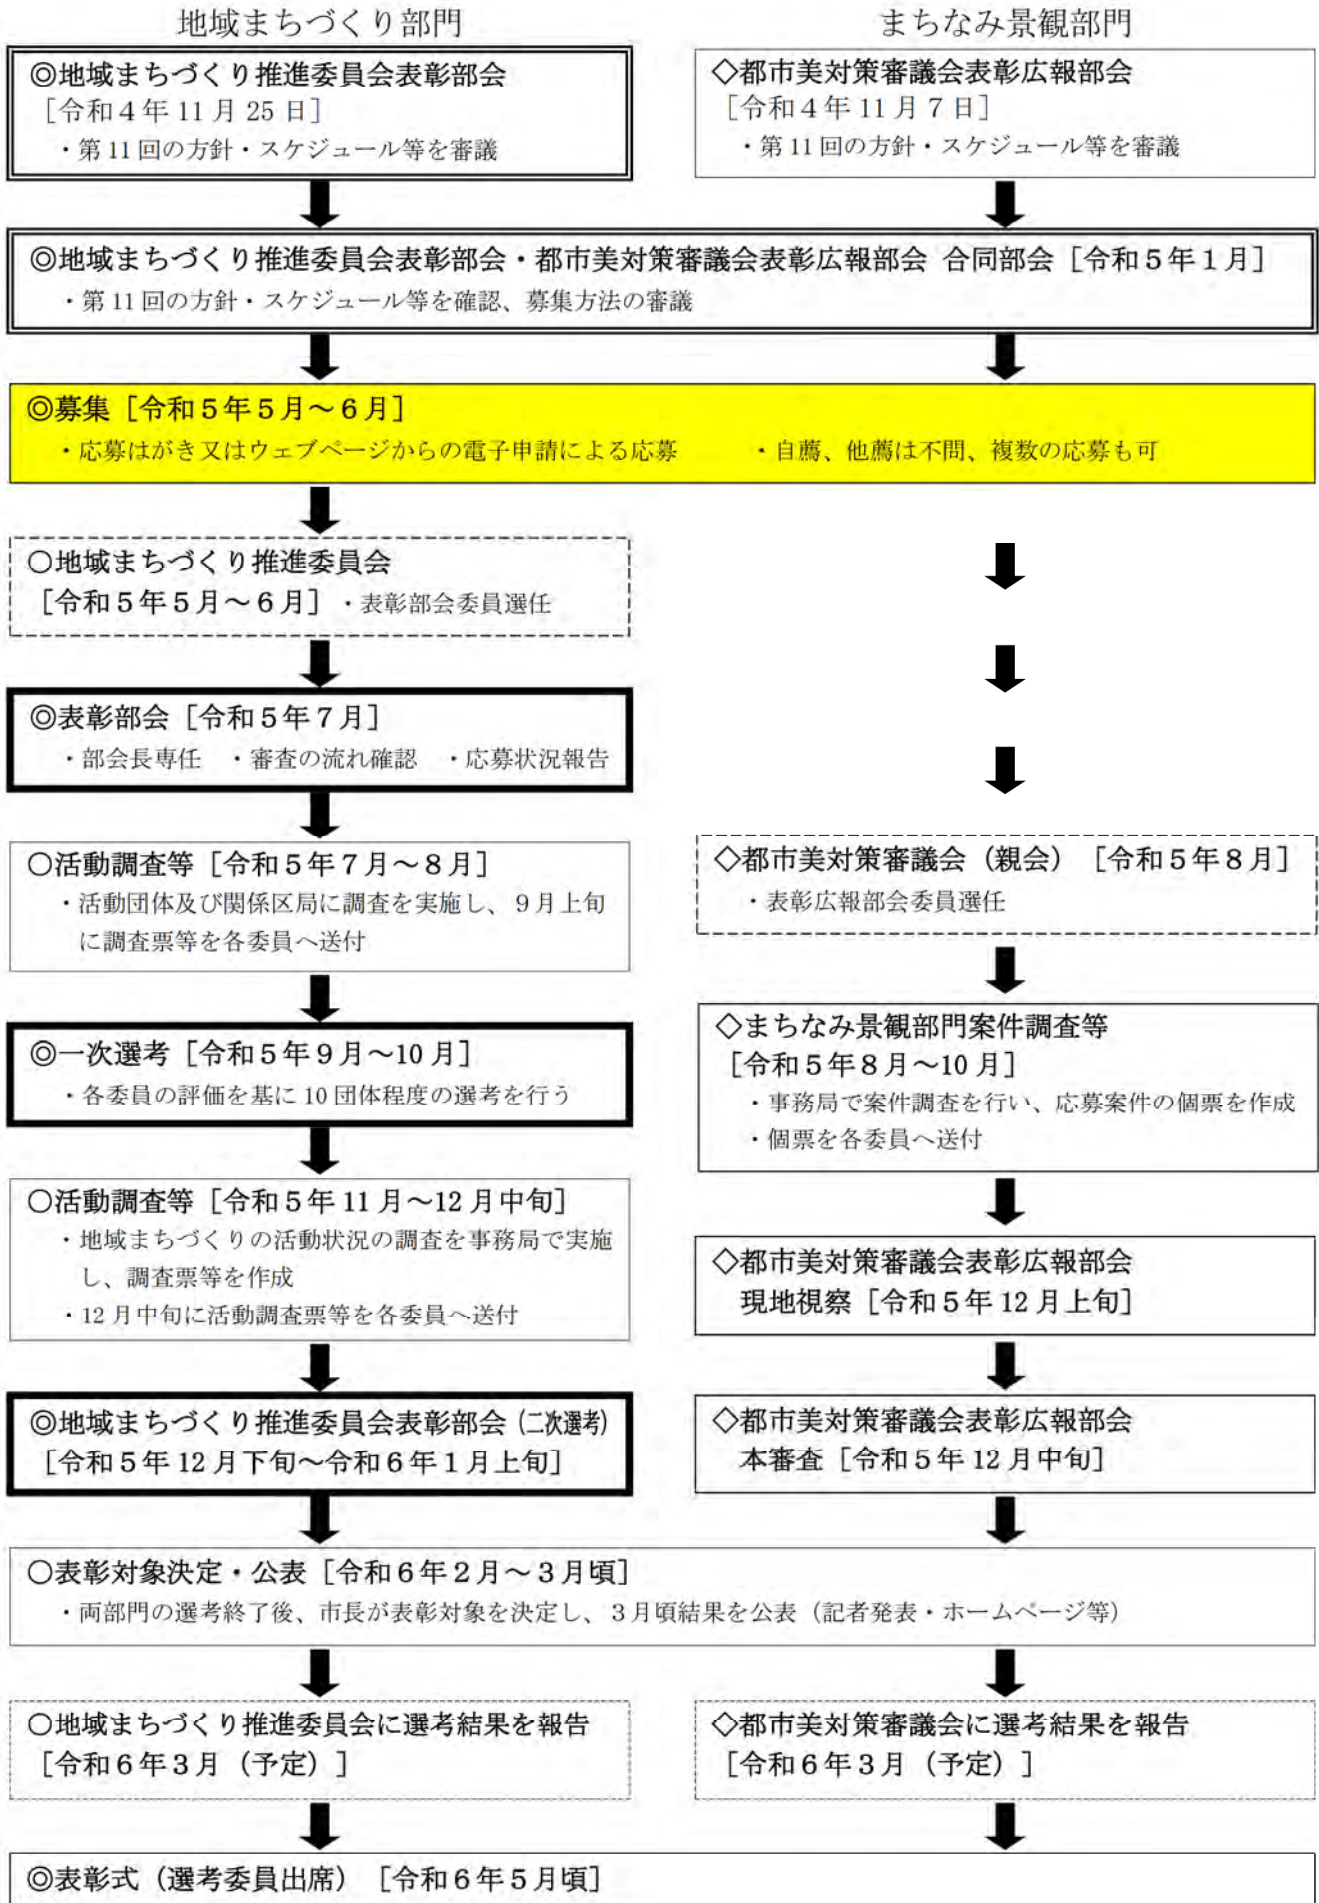 地域まちづくり部門
まちなみ景観部門
◎地域まちづくり推進委員会表彰部会
［令和４年 11 月 25 日］
・第 11 回の方針・スケジュール等を審議
◇都市美対策審議会表彰広報部会
［令和４年 11 月７日］
・第 11 回の方針・スケジュール等を審議
◎地域まちづくり推進委員会表彰部会・都市美対策審議会表彰広報部会 合同部会［令和５年１月］
・第 11 回の方針・スケジュール等を確認、募集方法の審議
◎募集［令和５年５月～６月］
・応募はがき又はウェブページからの電子申請による応募　　・自薦、他薦は不問、複数の応募も可
○地域まちづくり推進委員会
［令和５年５月～６月］・表彰部会委員選任
◎表彰部会［令和５年７月］
・部会長専任　・審査の流れ確認　・応募状況報告
○活動調査等［令和５年７月～８月］
・活動団体及び関係区局に調査を実施し、９月上旬
に調査票等を各委員へ送付
◎一次選考［令和５年９月～10 月］
・各委員の評価を基に 10 団体程度の選考を行う
○活動調査等［令和５年 11 月～12 月中旬］
・地域まちづくりの活動状況の調査を事務局で実施
し、調査票等を作成
・12 月中旬に活動調査票等を各委員へ送付
◎地域まちづくり推進委員会表彰部会（二次選考）
［令和５年 12 月下旬～令和６年１月上旬］
◇都市美対策審議会（親会）［令和５年８月］
・表彰広報部会委員選任
◇まちなみ景観部門案件調査等
［令和５年８月～10 月］
・事務局で案件調査を行い、応募案件の個票を作成
・個票を各委員へ送付
◇都市美対策審議会表彰広報部会
現地視察［令和５年 12 月上旬］
◇都市美対策審議会表彰広報部会
本審査［令和５年 12 月中旬］
○表彰対象決定・公表［令和６年２月～３月頃］
・両部門の選考終了後、市長が表彰対象を決定し、３月頃結果を公表（記者発表・ホームページ等）
○地域まちづくり推進委員会に選考結果を報告
［令和６年３月（予定）］
◇都市美対策審議会に選考結果を報告
［令和６年３月（予定）］
◎表彰式（選考委員出席）［令和６年５月頃］